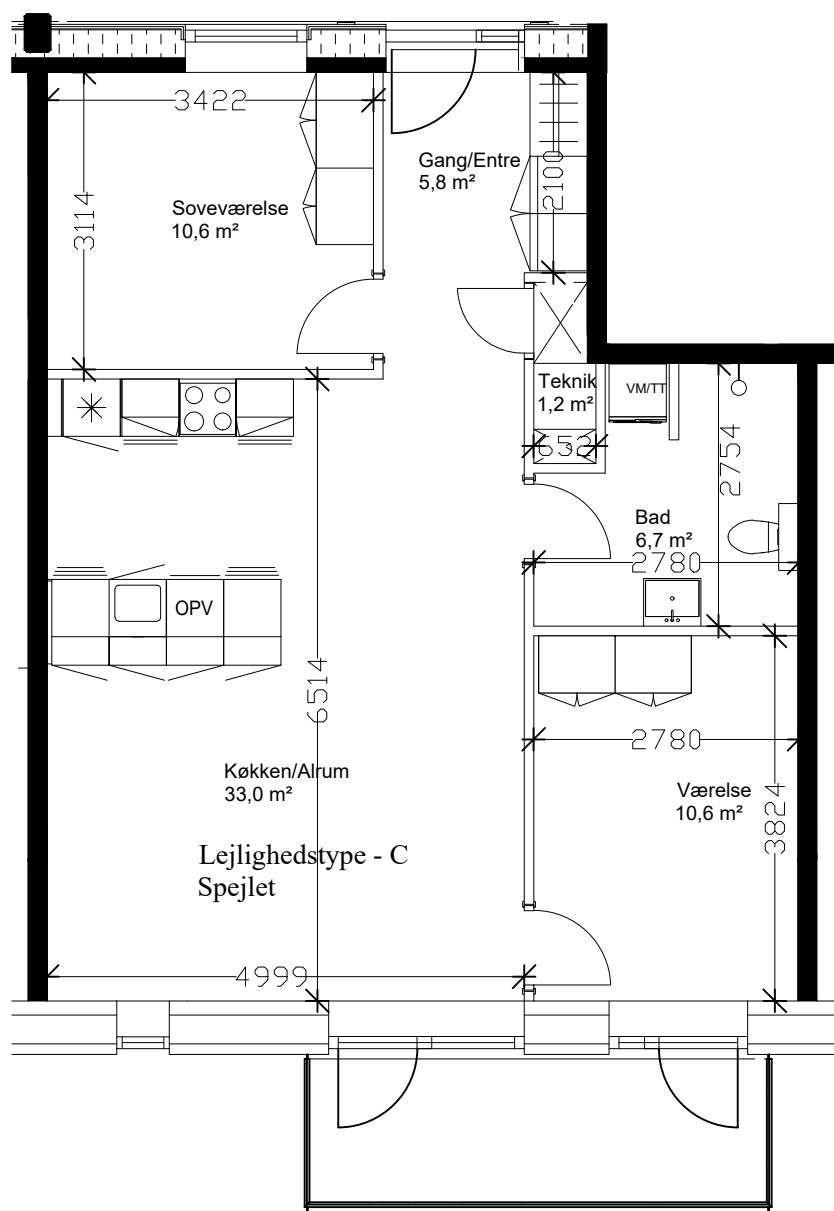 3422
Gang/Entre
5,8 m²
2100
Soveværelse
10,6 m²
3114
Teknik
1,2 m²
VM/TT
652
2754
Bad
6,7 m²
2780
OPV
6514
2780
Køkken/Alrum
33,0 m²
Værelse
10,6 m²
3824
Lejlighedstype - C
Spejlet
4999